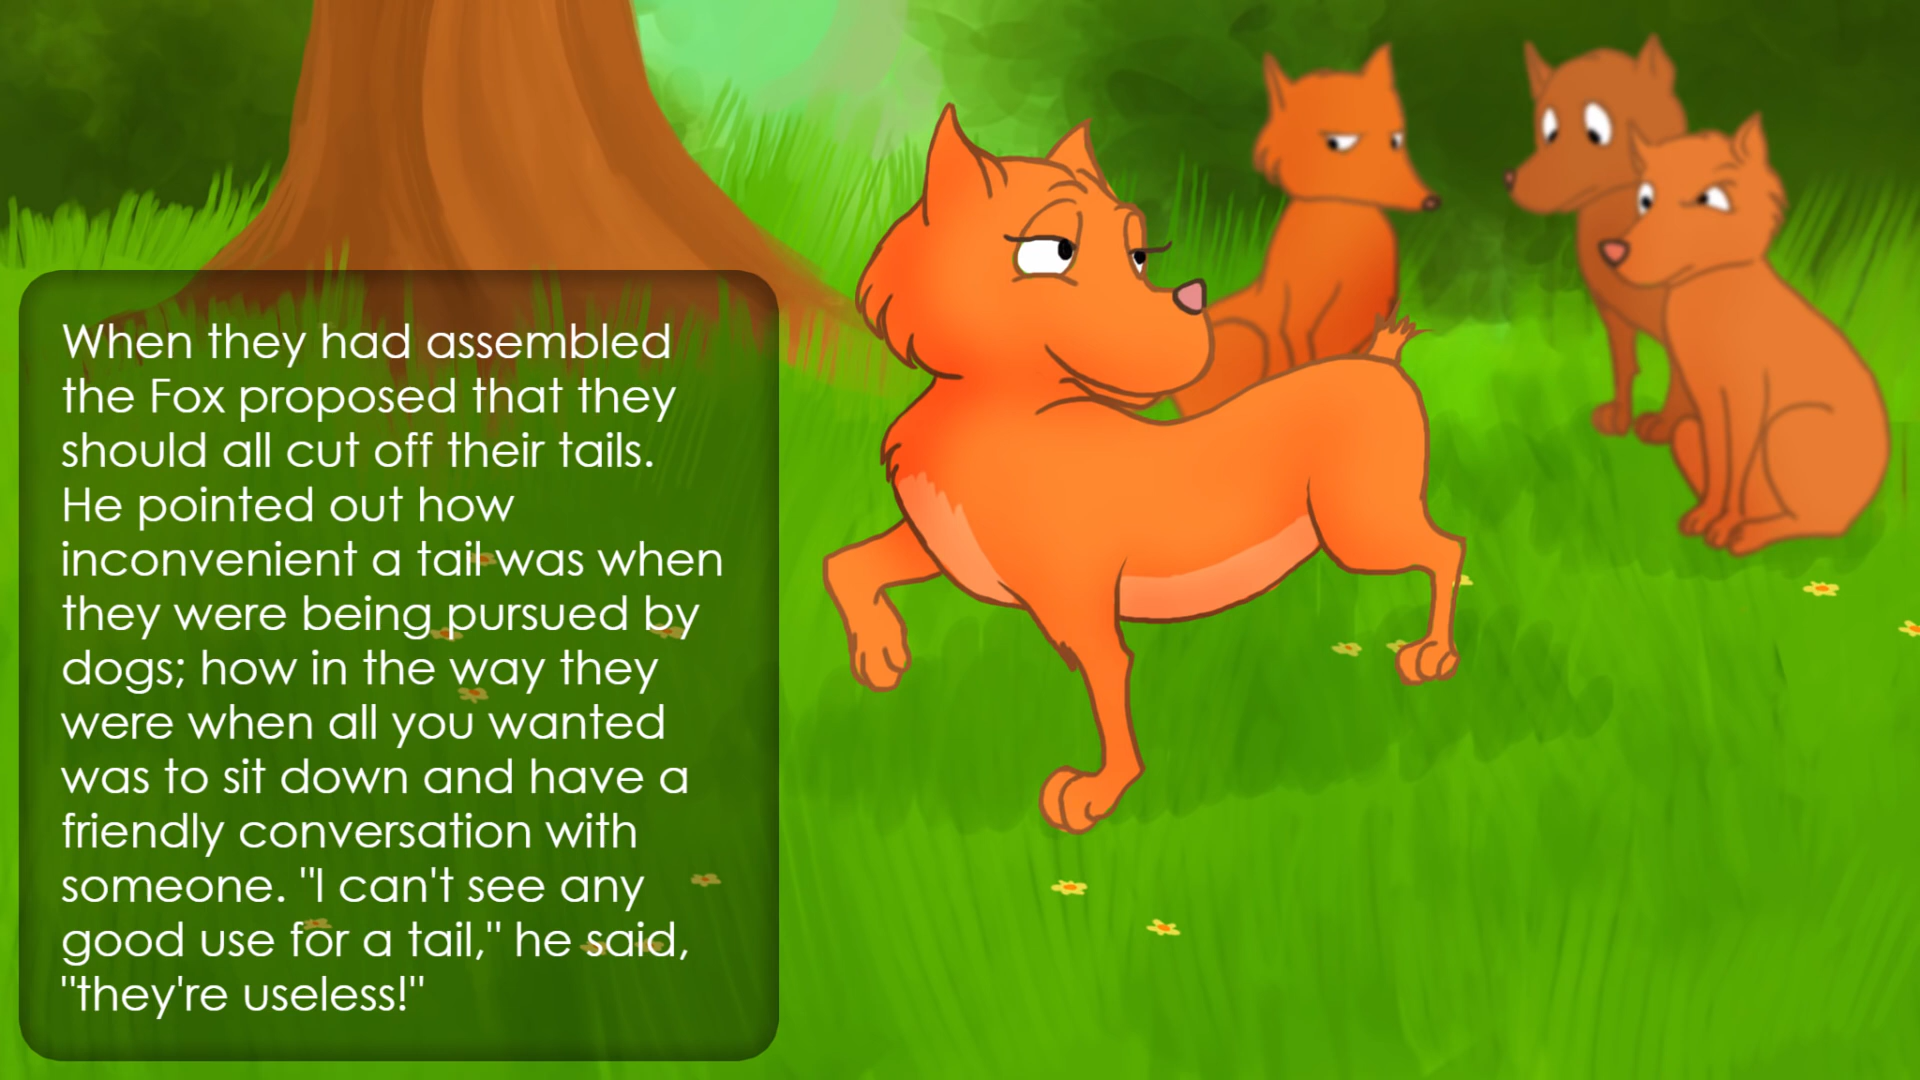 When they had assembled
the Fox proposed that they
should all cut off their tails.
He pointed out how
inconvenient a tail was when
they were being pursued by
dogs; how in the way they
were when all you wanted
was to sit down and have a
friendly conversation with
someone. "I can't see any
good use for a tail," he said,
"they're useless!"